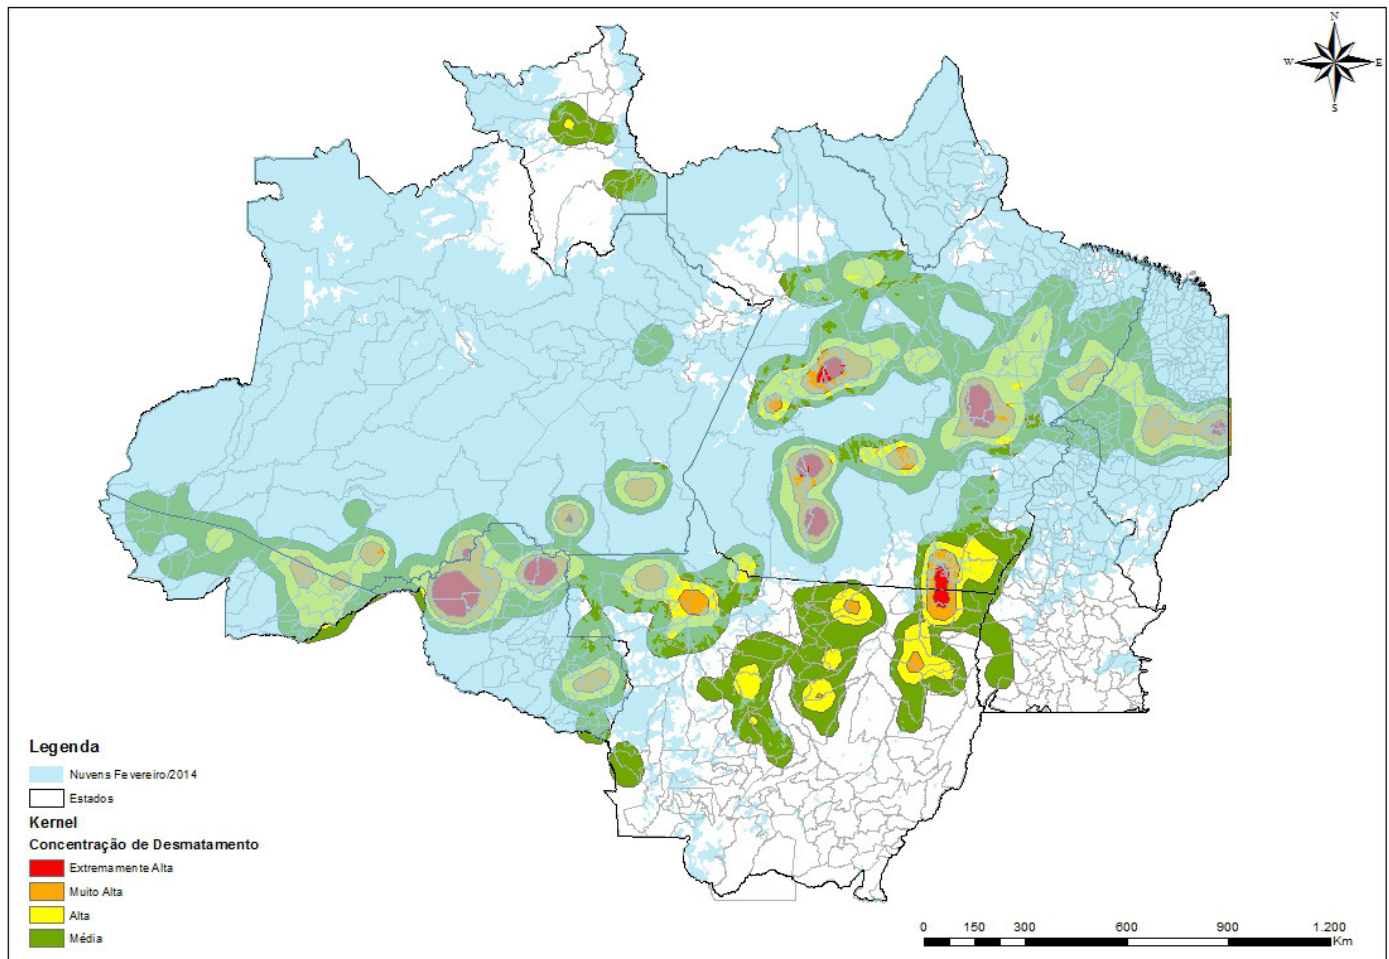 N
W
E
S
Legenda
Nuvens Fevereiro/2014
Estados
Kernel
Concentração de Desmatamento
Extremamente Alta
Muito Alta
Alta
Média
0 150 300 600 900 1.200
Km